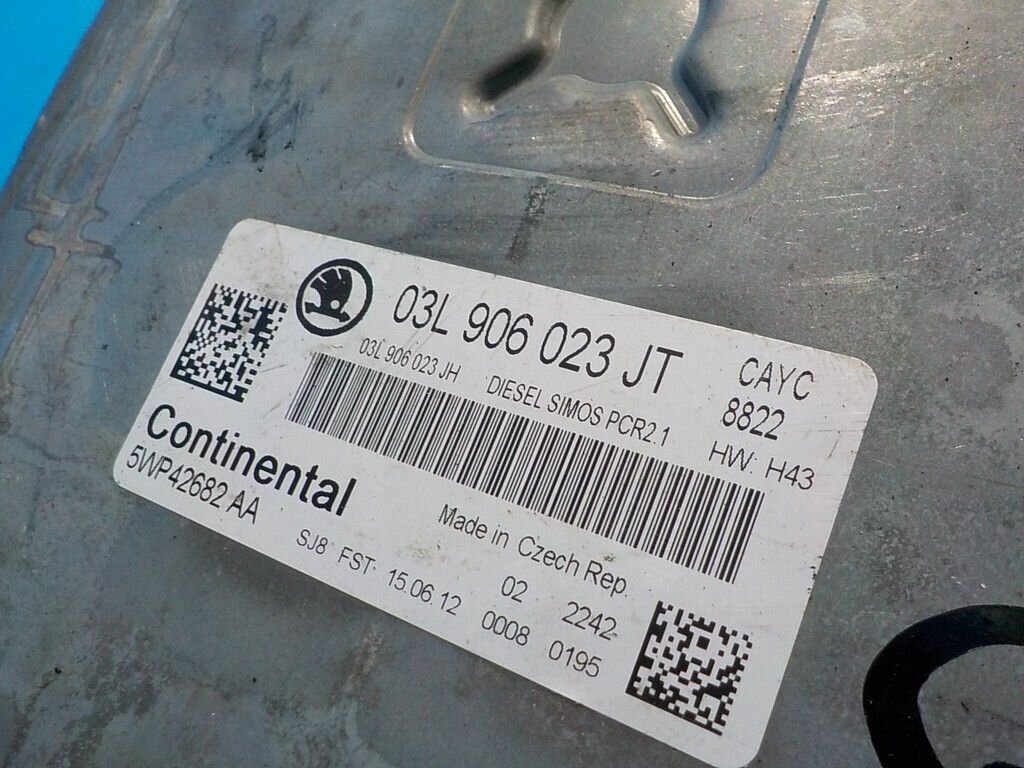 03L 906 023 JT
CAYC
03L 906 023 JH DIESEL SIMOS PCR2.1
8822
HW: H43
Continental
5WP42682 AA
Made in Czech Rep.
SJ8 FST 15.06.12 02 2242
0008 0195